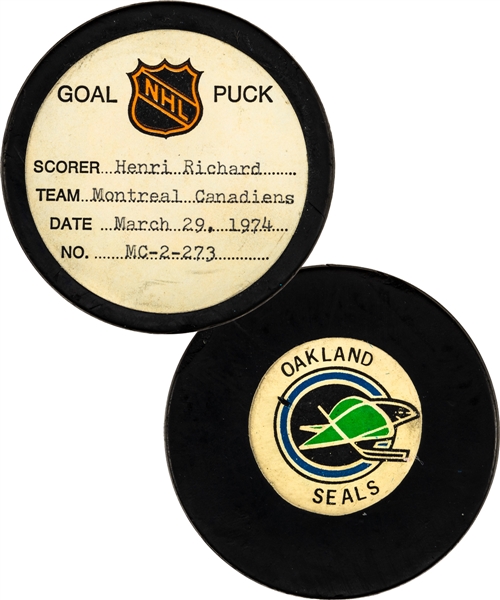 GOAL NHL PUCK
SCORER...Henri Richard.......
TEAM...Montreal Canadiens
DATE ...March 29, 1974
NO. ......MC-2-273............
OAKLAND
SEALS